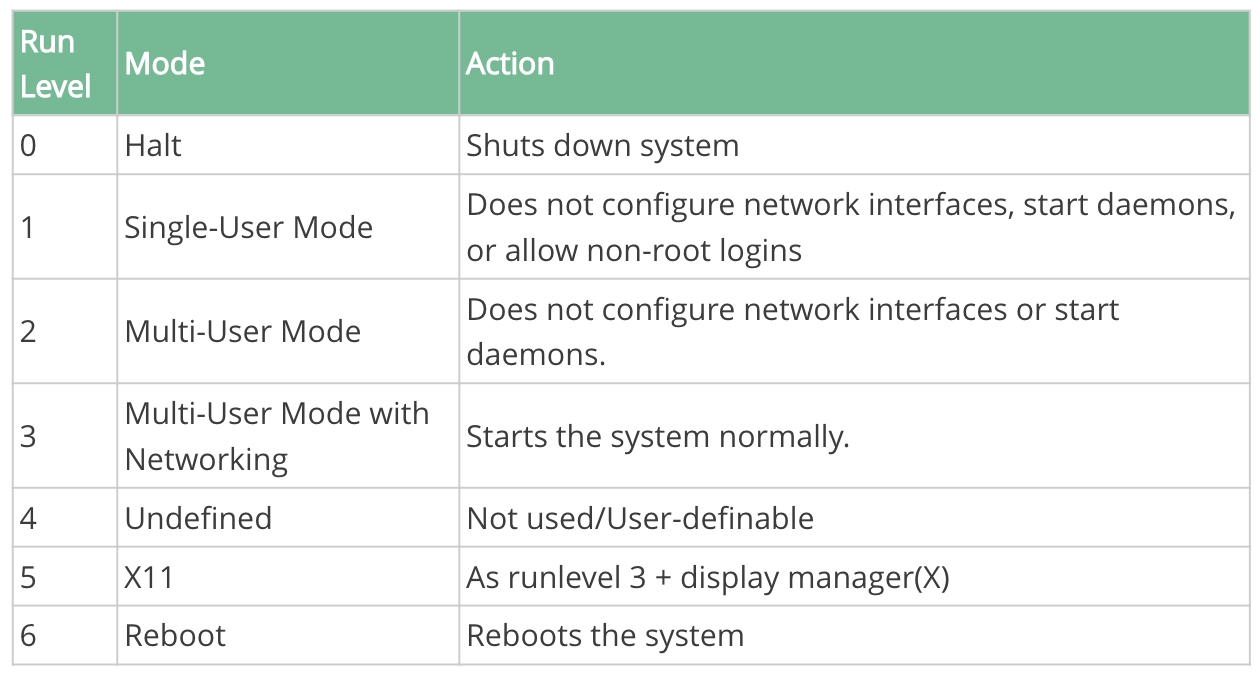 Run
Level
Mode
Action
0
Halt
Shuts down system
1
Single-User Mode
Does not configure network interfaces, start daemons,
or allow non-root logins
2
Multi-User Mode
Does not configure network interfaces or start
daemons.
3
Multi-User Mode with
Networking
Starts the system normally.
4
Undefined
Not used/User-definable
5
X11
As runlevel 3 + display manager(X)
6
Reboot
Reboots the system